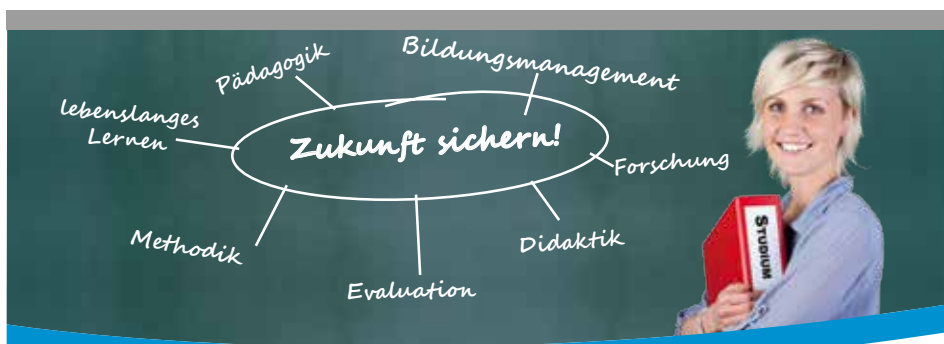 Pädagogik
Bildungsmanagement
lebenslanges
Lernen
Zukunft sichern!
Forschung
Methodik
Didaktik
Evaluation
STUDIUM